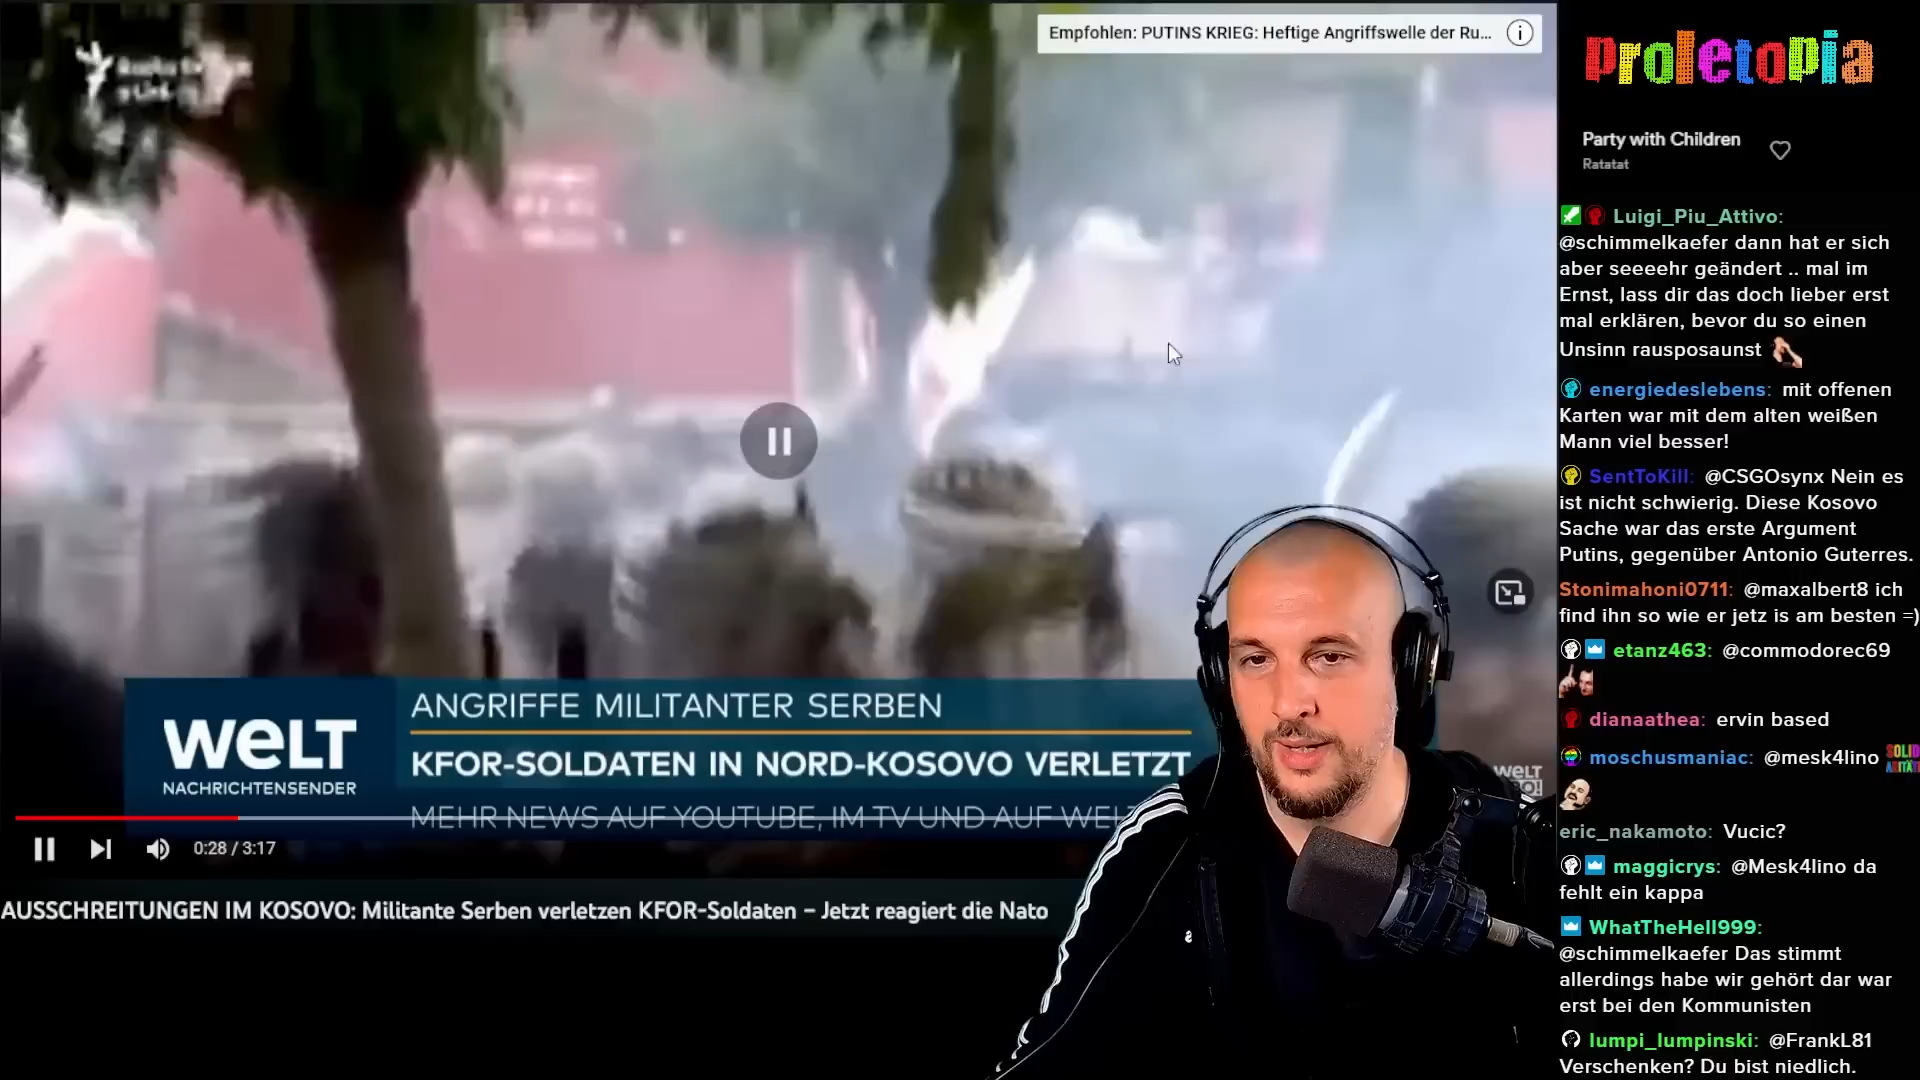 Empfohlen: PUTINS KRIEG: Heftige Angriffswelle der Ru...
Proletopia
Party with Children
Ratatat
Luigi_Piu_Attivo:
@schimmelkaefer dann hat er sich
aber seeeehr geändert .. mal im
Ernst, lass dir das doch lieber erst
mal erklären, bevor du so einen
Unsinn rausposaunst
energiedeslebens: mit offenen
Karten war mit dem alten weißen
Mann viel besser!
SentToKill: @CSGOsynx Nein es
ist nicht schwierig. Diese Kosovo
Sache war das erste Argument
Putins, gegenüber Antonio Guterres.
Stonimahoni0711: @maxalbert8 ich
find ihn so wie er jetz is am besten =)
etanz463: @commodorec69
dianaathea: ervin based
moschusmaniac: @mesk4lino
eric_nakamoto: Vucic?
maggicrys: @Mesk4lino da
fehlt ein kappa
WhatTheHell999:
@schimmelkaefer Das stimmt
allerdings habe wir gehört dar war
erst bei den Kommunisten
lumpi_lumpinski: @FrankL81
Verschenken? Du bist niedlich.
ANGRIFFE MILITANTER SERBEN
KFOR-SOLDATEN IN NORD-KOSOVO VERLETZT
MEHR NEWS AUF YOUTUBE, IM TV UND AUF WEL
WELT
NACHRICHTENSENDER
WELT
0:28 / 3:17
AUSSCHREITUNGEN IM KOSOVO: Militante Serben verletzen KFOR-Soldaten – Jetzt reagiert die Nato